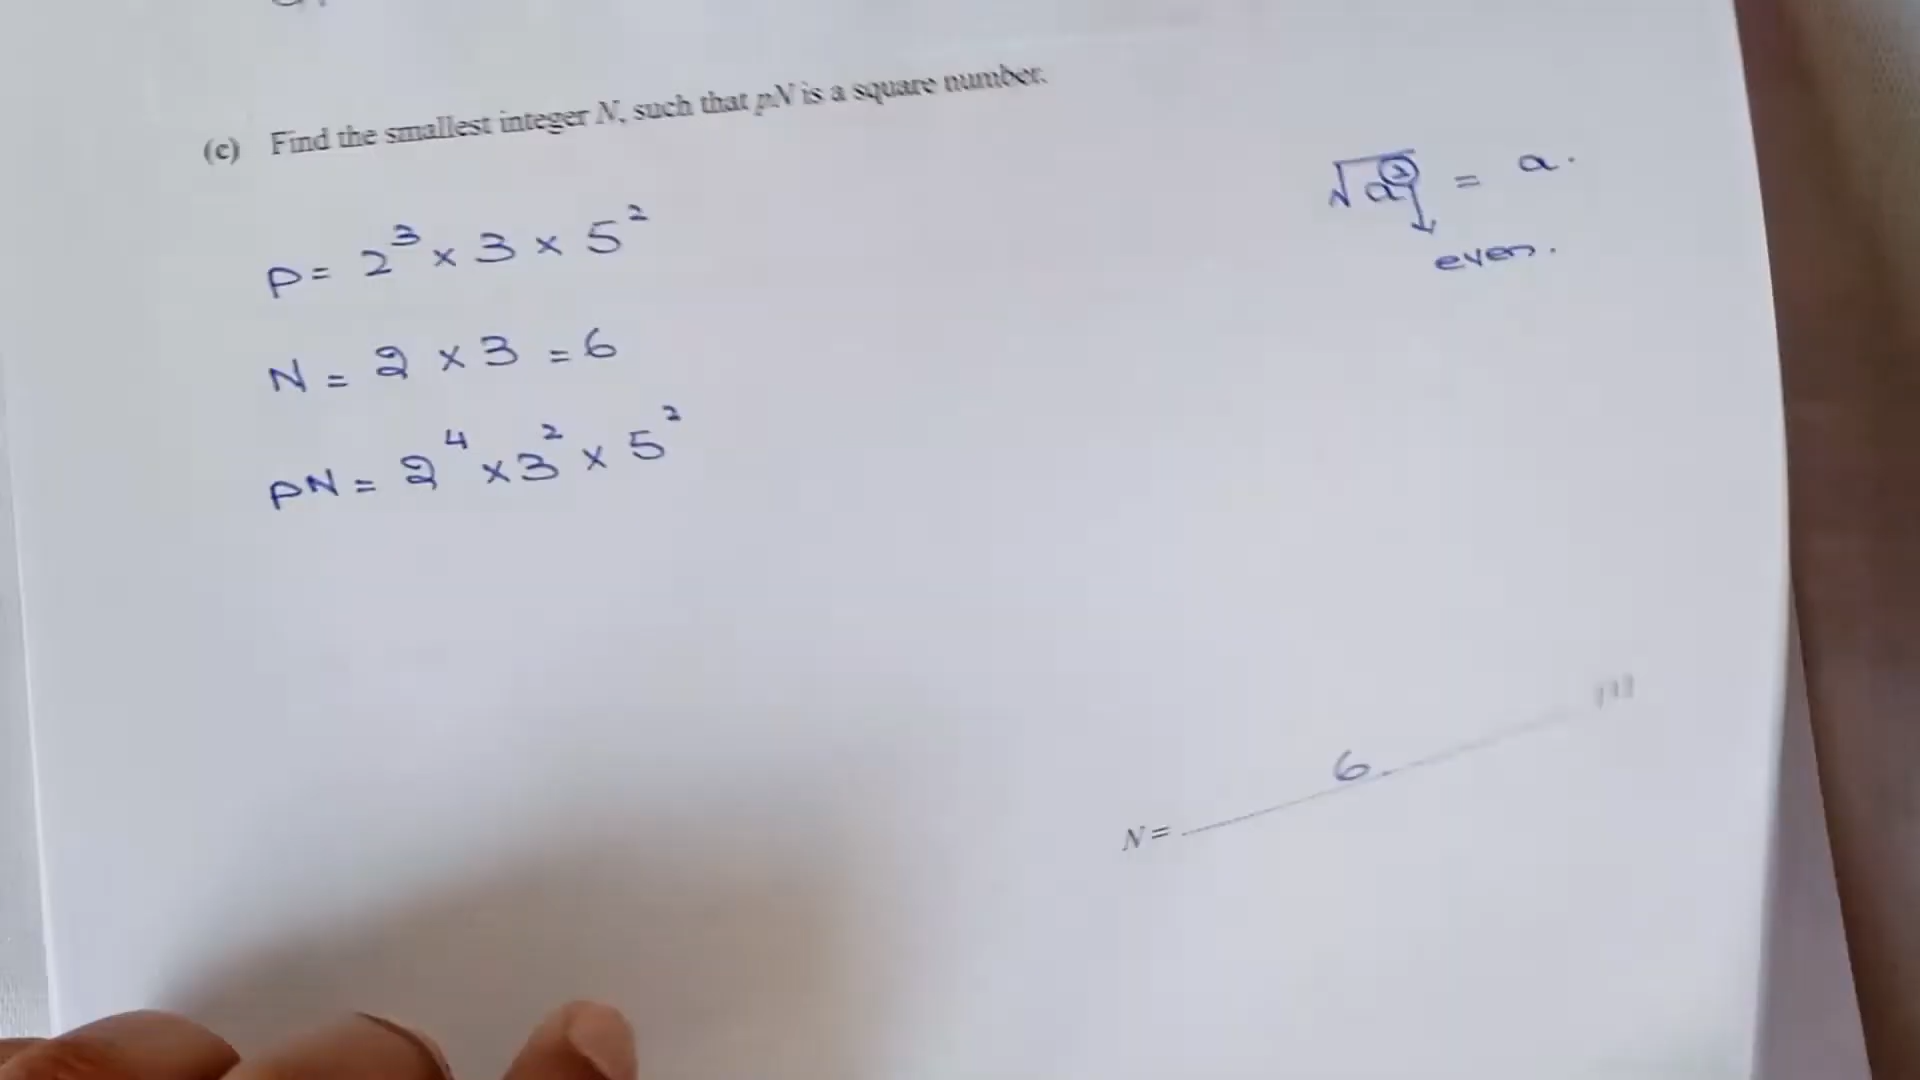 (c) Find the smallest integer N, such that pN is a square number.
√a² = a.
even.
p = 2³ × 3 × 5²
N = 2 × 3 = 6
pN = 2⁴ × 3² × 5²
[1]
N = 6